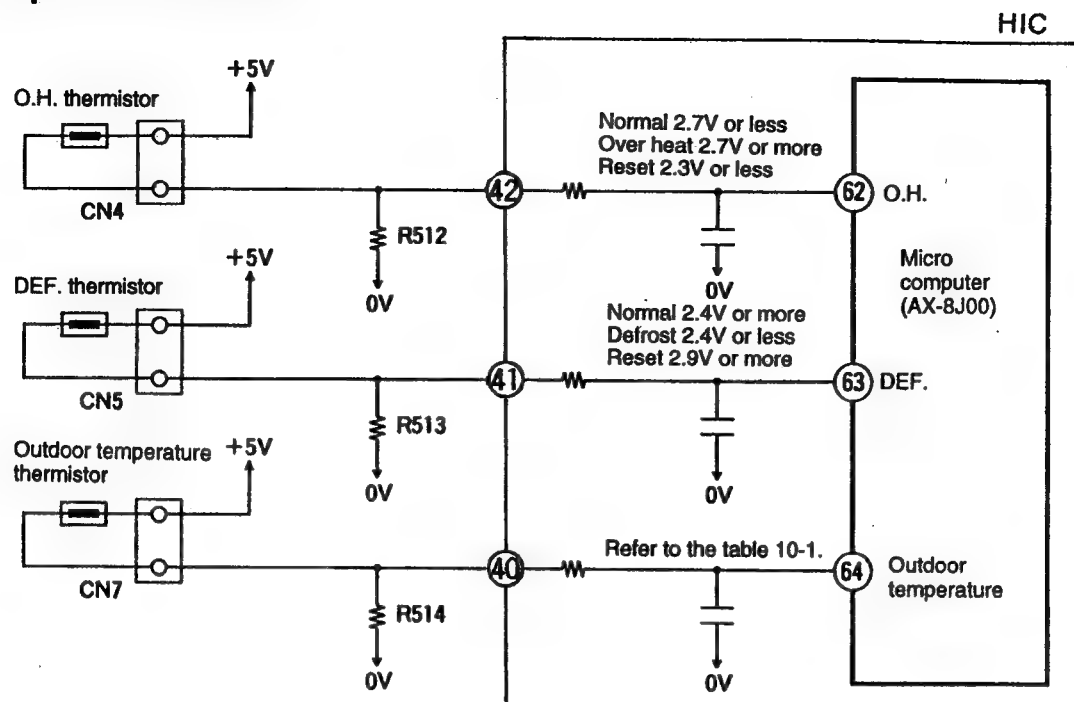 HIC
+5V
O.H. thermistor
CN4
Normal 2.7V or less
Over heat 2.7V or more
Reset 2.3V or less
42
R512
0V
0V
62
O.H.
Micro
computer
(AX-8J00)
+5V
DEF. thermistor
CN5
Normal 2.4V or more
Defrost 2.4V or less
Reset 2.9V or more
41
R513
0V
0V
63
DEF.
Outdoor temperature
thermistor
+5V
CN7
Refer to the table 10-1.
40
R514
0V
0V
64
Outdoor
temperature